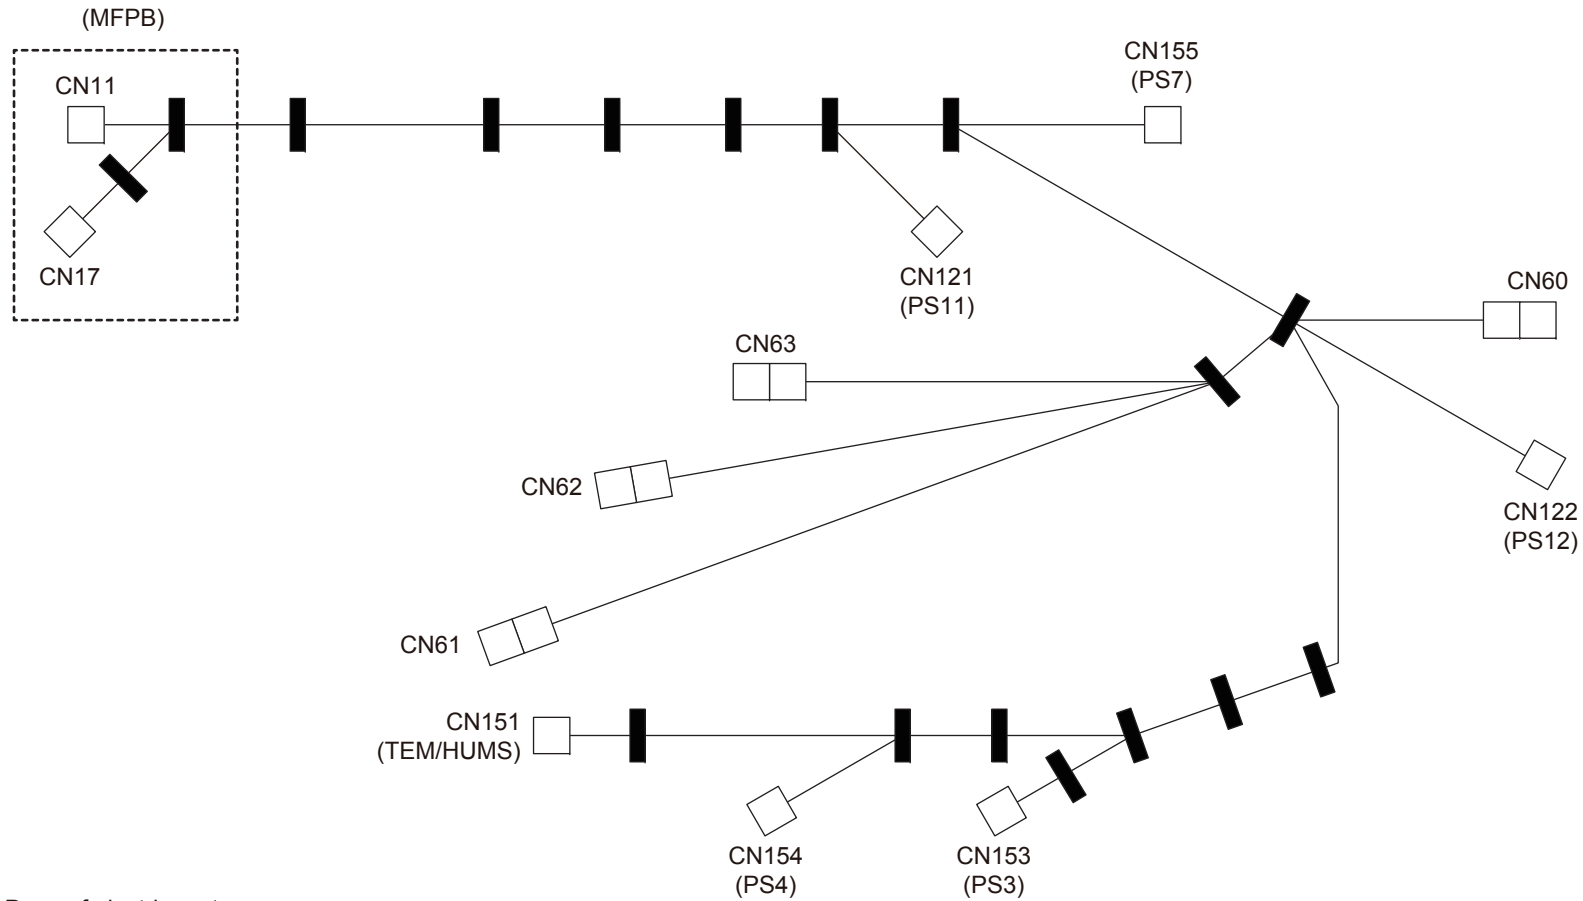 (MFPB)
CN11
CN17
CN155
(PS7)
CN121
(PS11)
CN60
CN63
CN62
CN122
(PS12)
CN61
CN151
(TEM/HUMS)
CN154
(PS4)
CN153
(PS3)